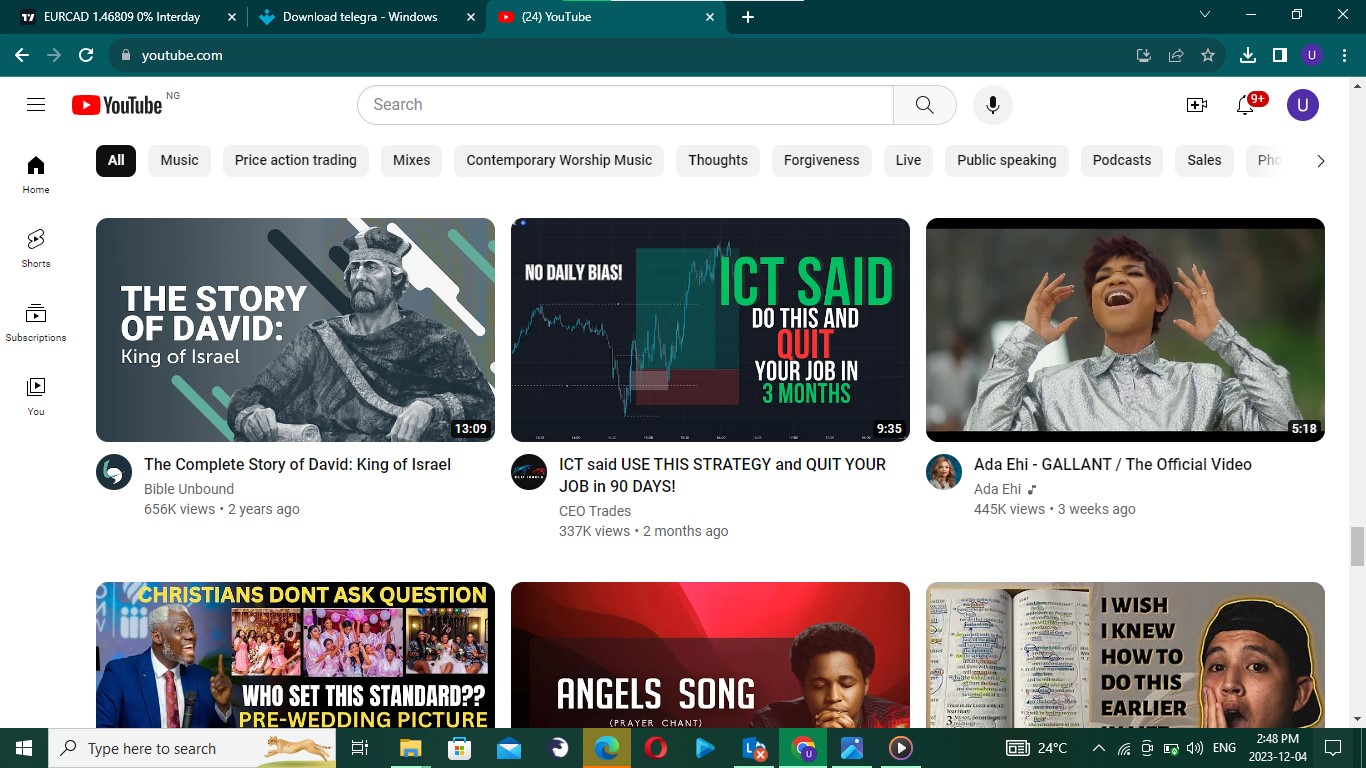 EURCAD 1.46809 0% Interday
Download telegra - Windows
(24) YouTube
youtube.com
U
YouTube NG
Search
9+
U
All
Music
Price action trading
Mixes
Contemporary Worship Music
Thoughts
Forgiveness
Live
Public speaking
Podcasts
Sales
Pho
Home
Shorts
Subscriptions
You
THE STORY
OF DAVID:
King of Israel
13:09
The Complete Story of David: King of Israel
Bible Unbound
656K views • 2 years ago
NO DAILY BIAS!
ICT SAID
DO THIS AND
QUIT
YOUR JOB IN
3 MONTHS
9:35
ICT said USE THIS STRATEGY and QUIT YOUR
JOB in 90 DAYS!
CEO Trades
337K views • 2 months ago
5:18
Ada Ehi - GALLANT / The Official Video
Ada Ehi
445K views • 3 weeks ago
CHRISTIANS DONT ASK QUESTION
WHO SET THIS STANDARD??
PRE-WEDDING PICTURE
ANGELS SONG
(PRAYER CHANT)
I WISH
I KNEW
HOW TO
DO THIS
EARLIER
Type here to search
24°C
ENG
2:48 PM
2023-12-04